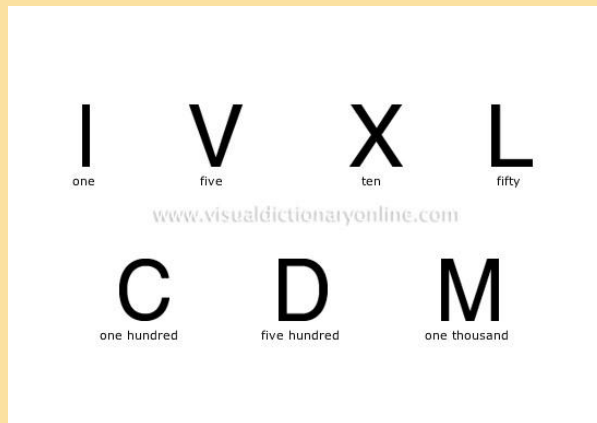 I V X L
one five ten fifty
www.visualdictionaryonline.com
C D M
one hundred five hundred one thousand